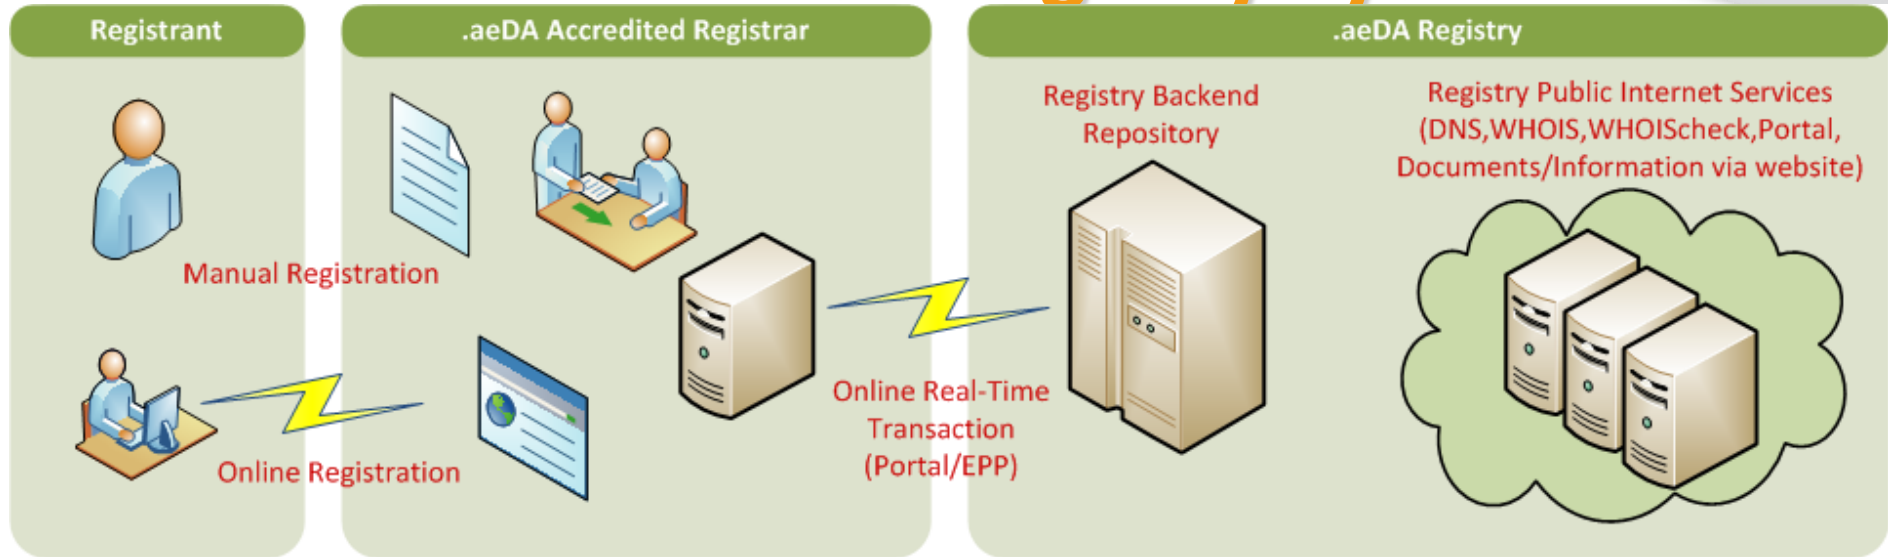 Registrant
.aeDA Accredited Registrar
.aeDA Registry
Manual Registration
Online Registration
Online Real-Time
Transaction
(Portal/EPP)
Registry Backend
Repository
Registry Public Internet Services
(DNS,WHOIS,WHOIScheck,Portal,
Documents/Information via website)